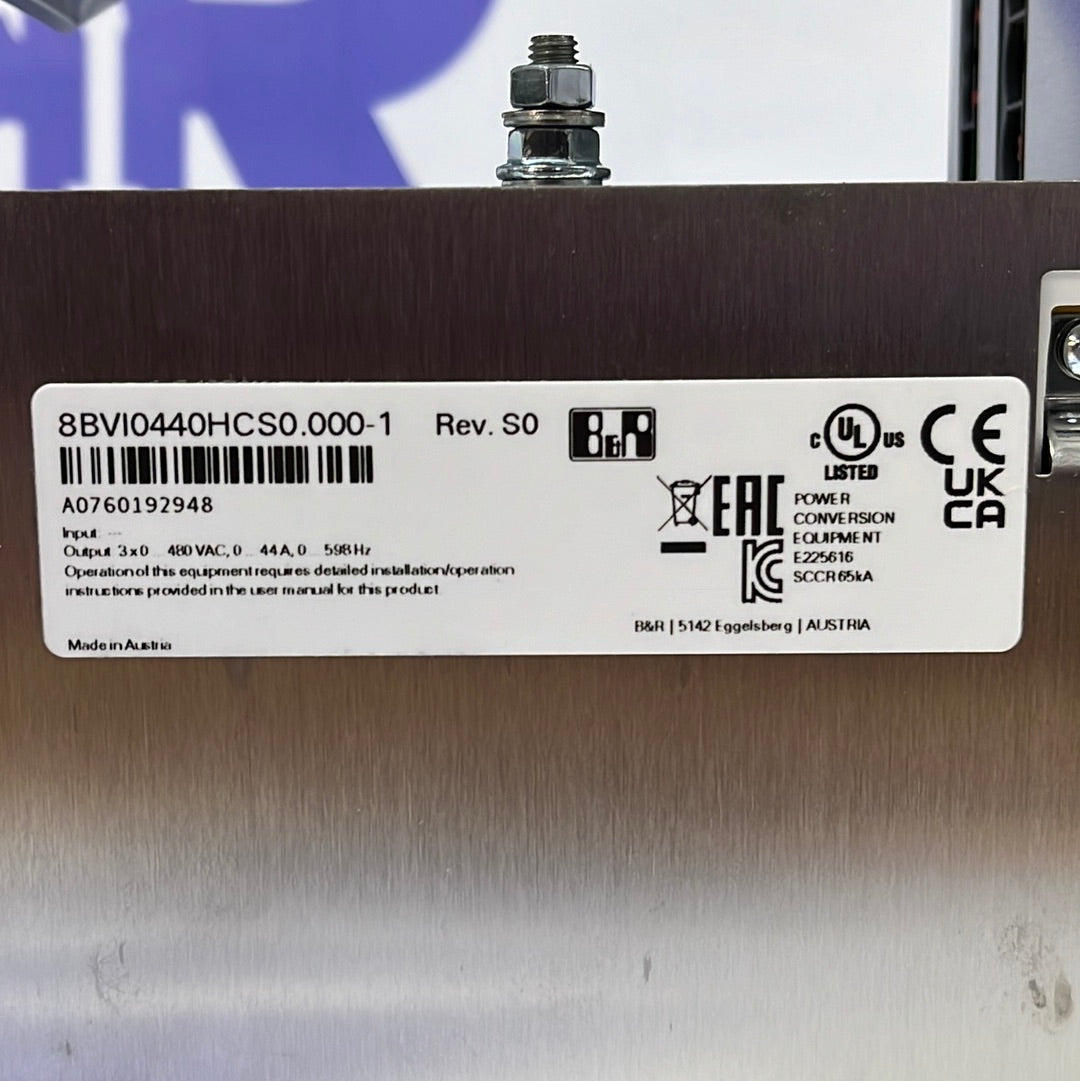 8BVI0440HCS0.000-1 Rev. S0
B&R
A0760192948
Input: ---
Output: 3 x 0 ... 480 VAC, 0 ... 44 A, 0 ... 598 Hz
Operation of this equipment requires detailed installation/operation
instructions provided in the user manual for this product.
Made in Austria
C UL US
LISTED
CE
UK
CA
EAC
KC
POWER
CONVERSION
EQUIPMENT
E225616
SCCR 65kA
B&R | 5142 Eggelsberg | AUSTRIA